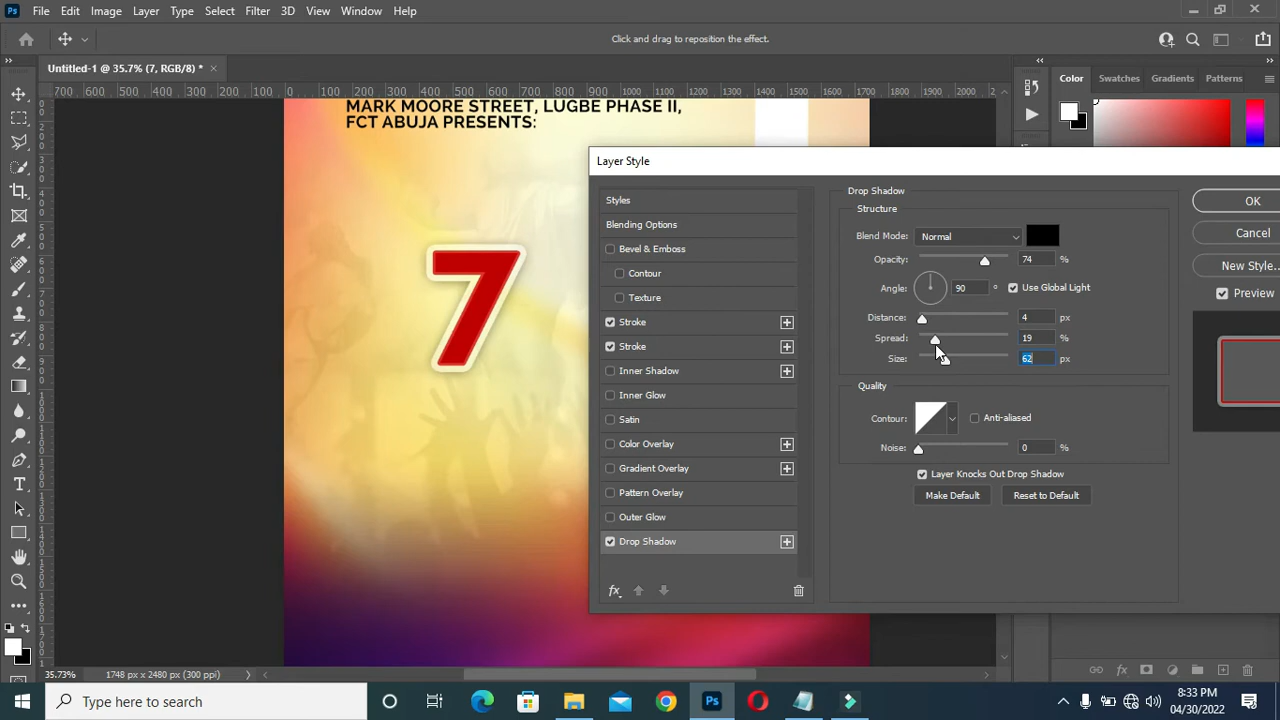 Ps File Edit Image Layer Type Select Filter 3D View Window Help
Click and drag to reposition the effect.
Untitled-1 @ 35.7% (7, RGB/8) * ×
Color Swatches Gradients Patterns
700 600 500 400 300 200 100 0 100 200 300 400 500 600 700 800 900 1000 1100 1200 1300 1400 1500 1600 1700 1800 1900 2000
MARK MOORE STREET, LUGBE PHASE II,
FCT ABUJA PRESENTS:
7
Layer Style
Styles
Blending Options
Bevel & Emboss
Contour
Texture
Stroke
Stroke
Inner Shadow
Inner Glow
Satin
Color Overlay
Gradient Overlay
Pattern Overlay
Outer Glow
Drop Shadow
fx
Drop Shadow
Structure
Blend Mode: Normal
Opacity: 74 %
Angle: 90 ° Use Global Light
Distance: 4 px
Spread: 19 %
Size: 62 px
Quality
Contour: Anti-aliased
Noise: 0 %
Layer Knocks Out Drop Shadow
Make Default Reset to Default
OK
Cancel
New Style...
Preview
35.73% 1748 px x 2480 px (300 ppi)
fx
Type here to search
Ps
8:33 PM
04/30/2022